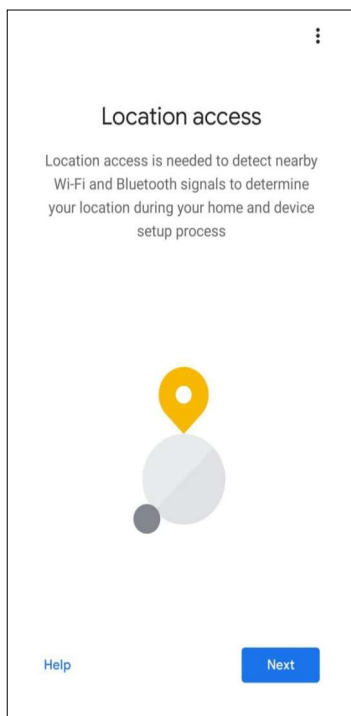 Location access
Location access is needed to detect nearby
Wi-Fi and Bluetooth signals to determine
your location during your home and device
setup process
Help
Next